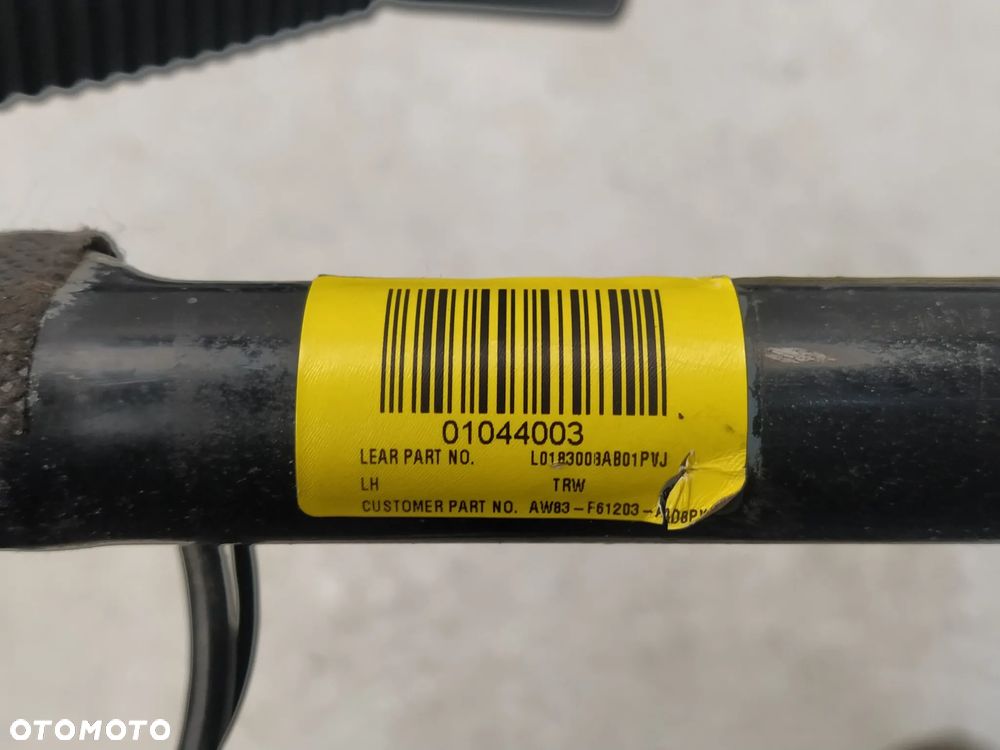 01044003
LEAR PART NO. L0183008AB01PVJ
LH TRW
CUSTOMER PART NO. AW83-F61203-
OTOMOTO